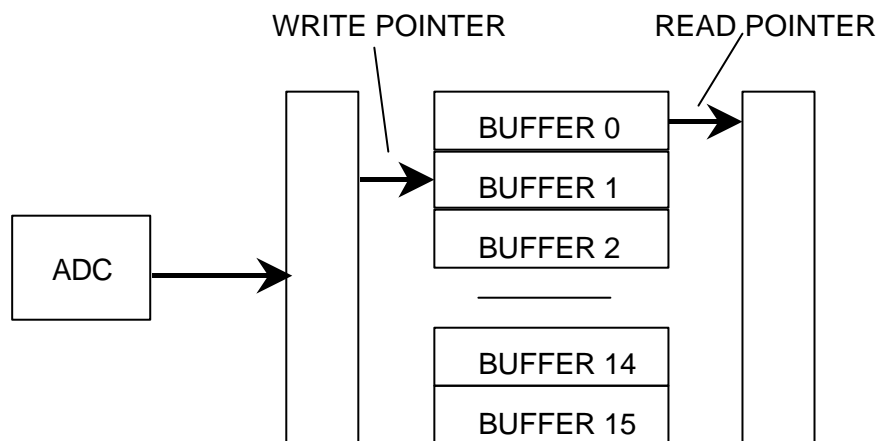 WRITE POINTER
READ POINTER
BUFFER 0
BUFFER 1
BUFFER 2
ADC
BUFFER 14
BUFFER 15